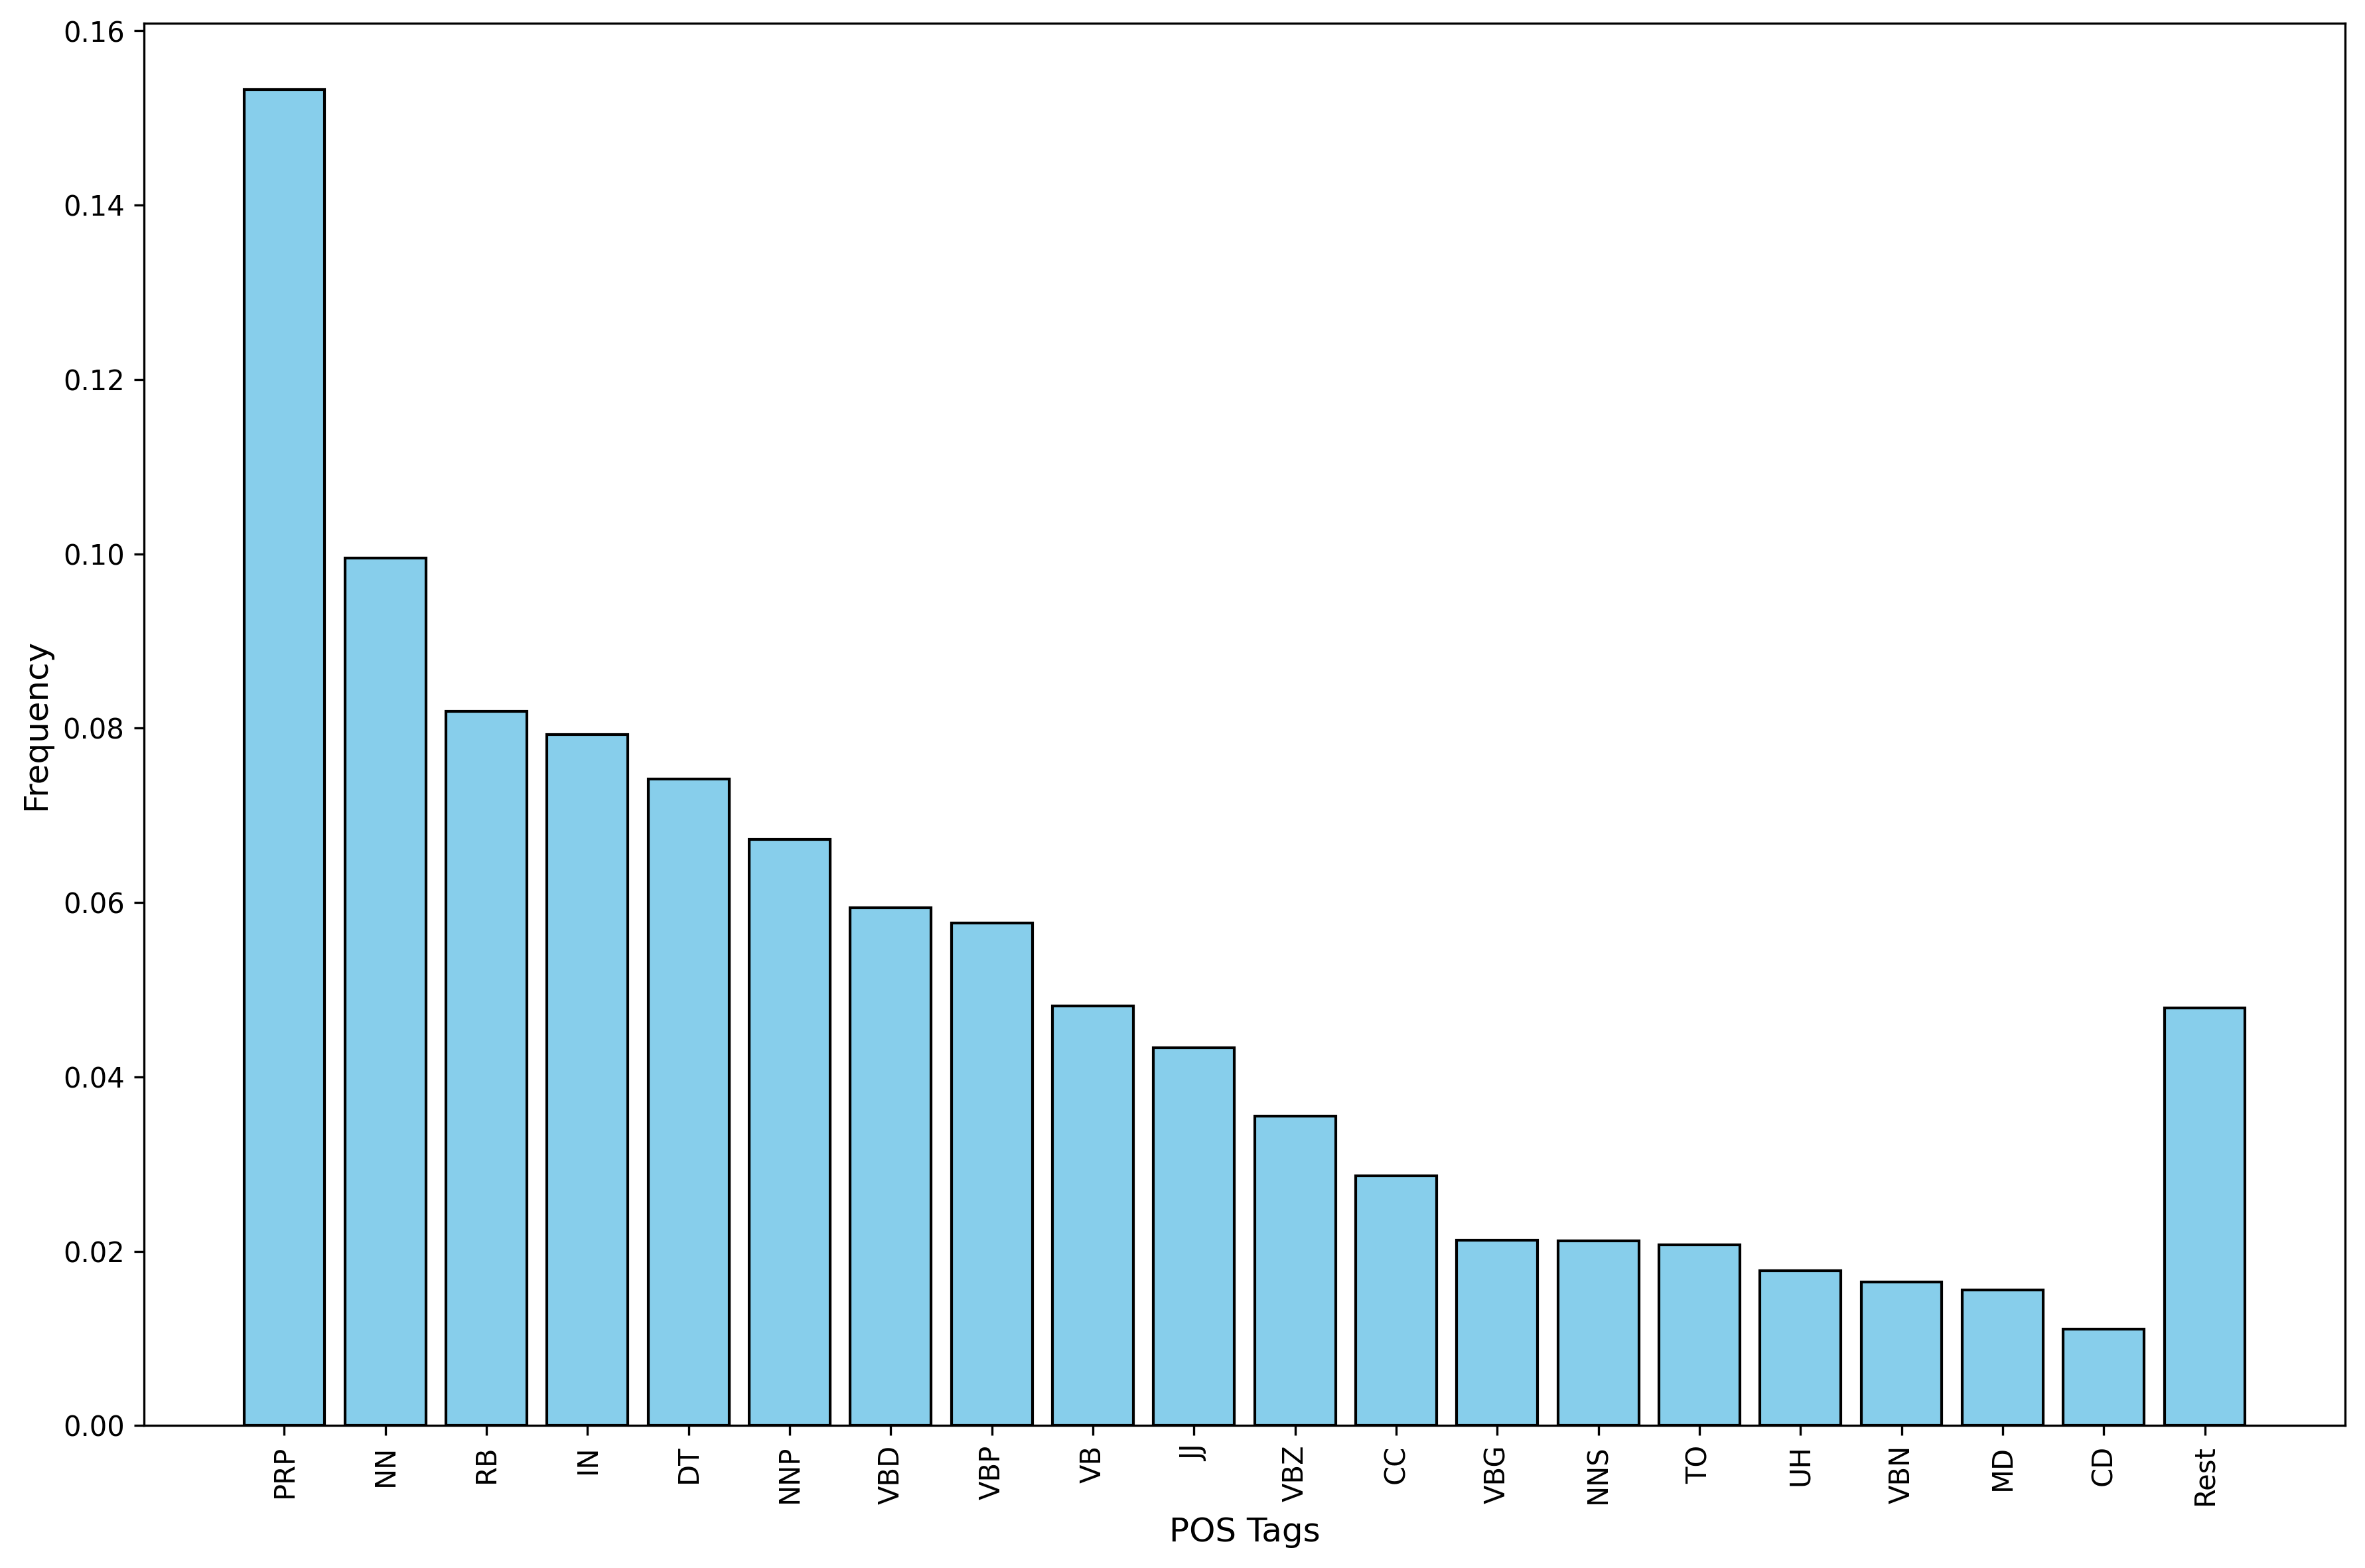 0.16
0.14
0.12
0.10
0.08
0.06
0.04
0.02
0.00
Frequency
PRP
NN
RB
IN
DT
NNP
VBD
VBP
VB
JJ
VBZ
CC
VBG
NNS
TO
UH
VBN
MD
CD
Rest
POS Tags